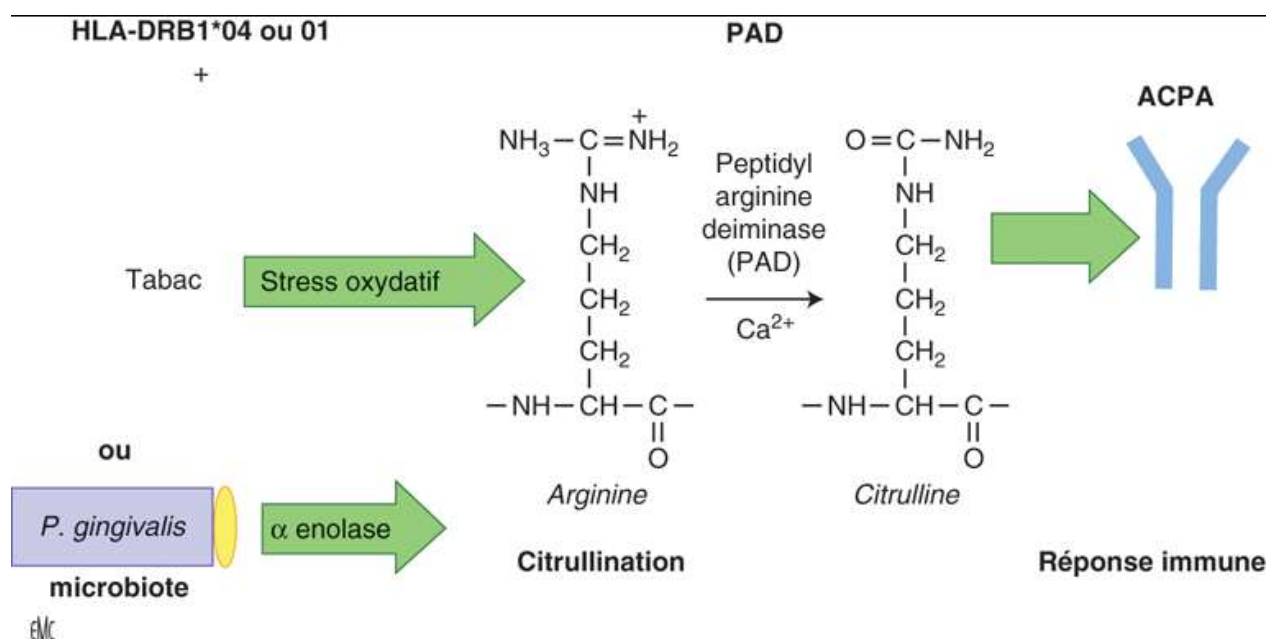 HLA-DRB1*04 ou 01
+
PAD
ACPA
Tabac
Stress oxydatif
+
NH3–C=NH2
NH
CH2
CH2
CH2
–NH–CH–C–
O
Arginine
Peptidyl
arginine
deiminase
(PAD)
Ca2+
O=C–NH2
NH
CH2
CH2
CH2
–NH–CH–C–
O
Citrulline
ou
P. gingivalis
microbiote
α enolase
Citrullination
Réponse immune
EMC